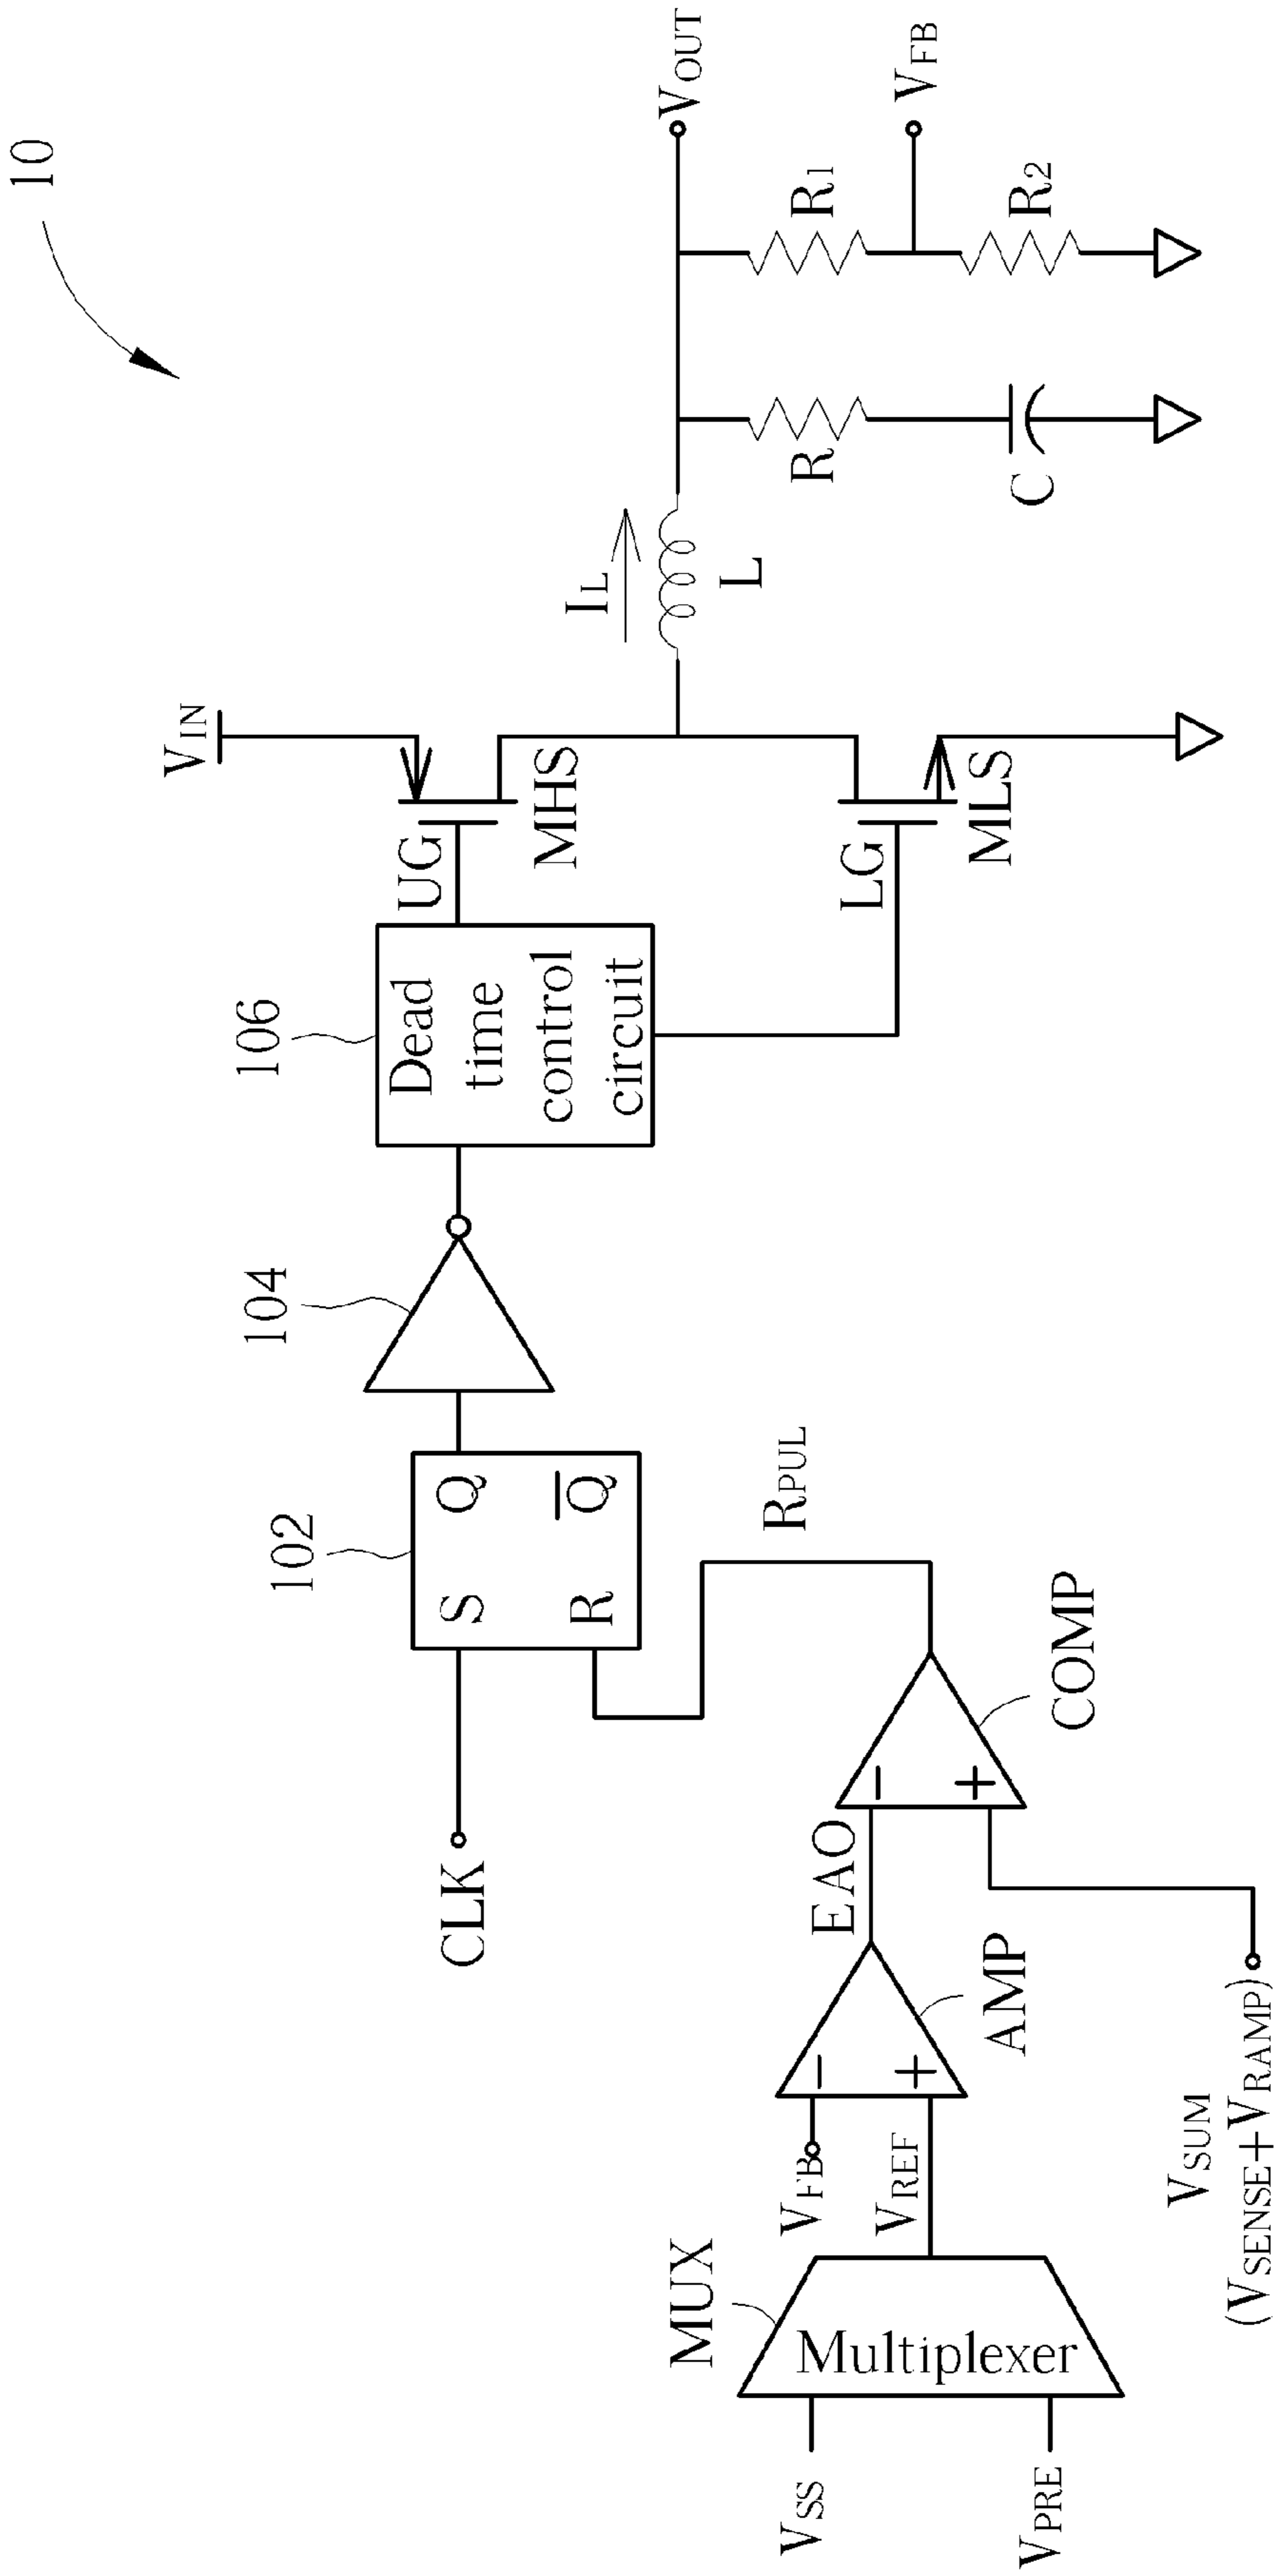 10
VIN
106
UG
Dead
time
control
circuit
MHS
IL
L
VOUT
R1
VFB
R2
R
C
LG
MLS
104
102
S
Q
R
Q
CLK
RPUL
COMP
−
+
EAO
AMP
−
+
VFB
VREF
MUX
Multiplexer
VSS
VPRE
VSUM
(VSENSE+VRAMP)